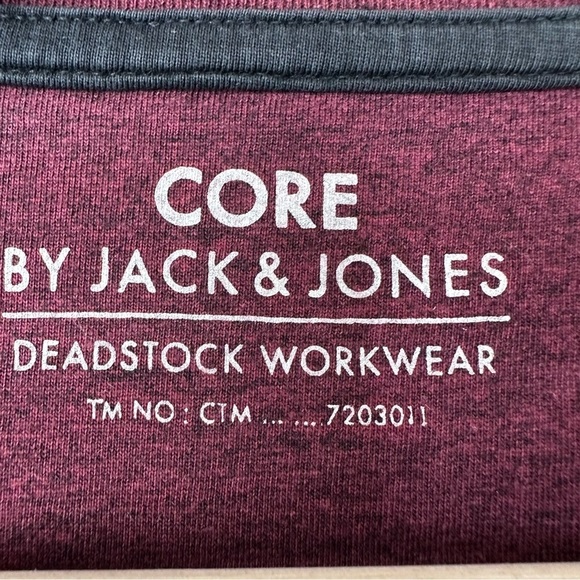 CORE
BY JACK & JONES
DEADSTOCK WORKWEAR
TM NO : CTM ... ... 7203011